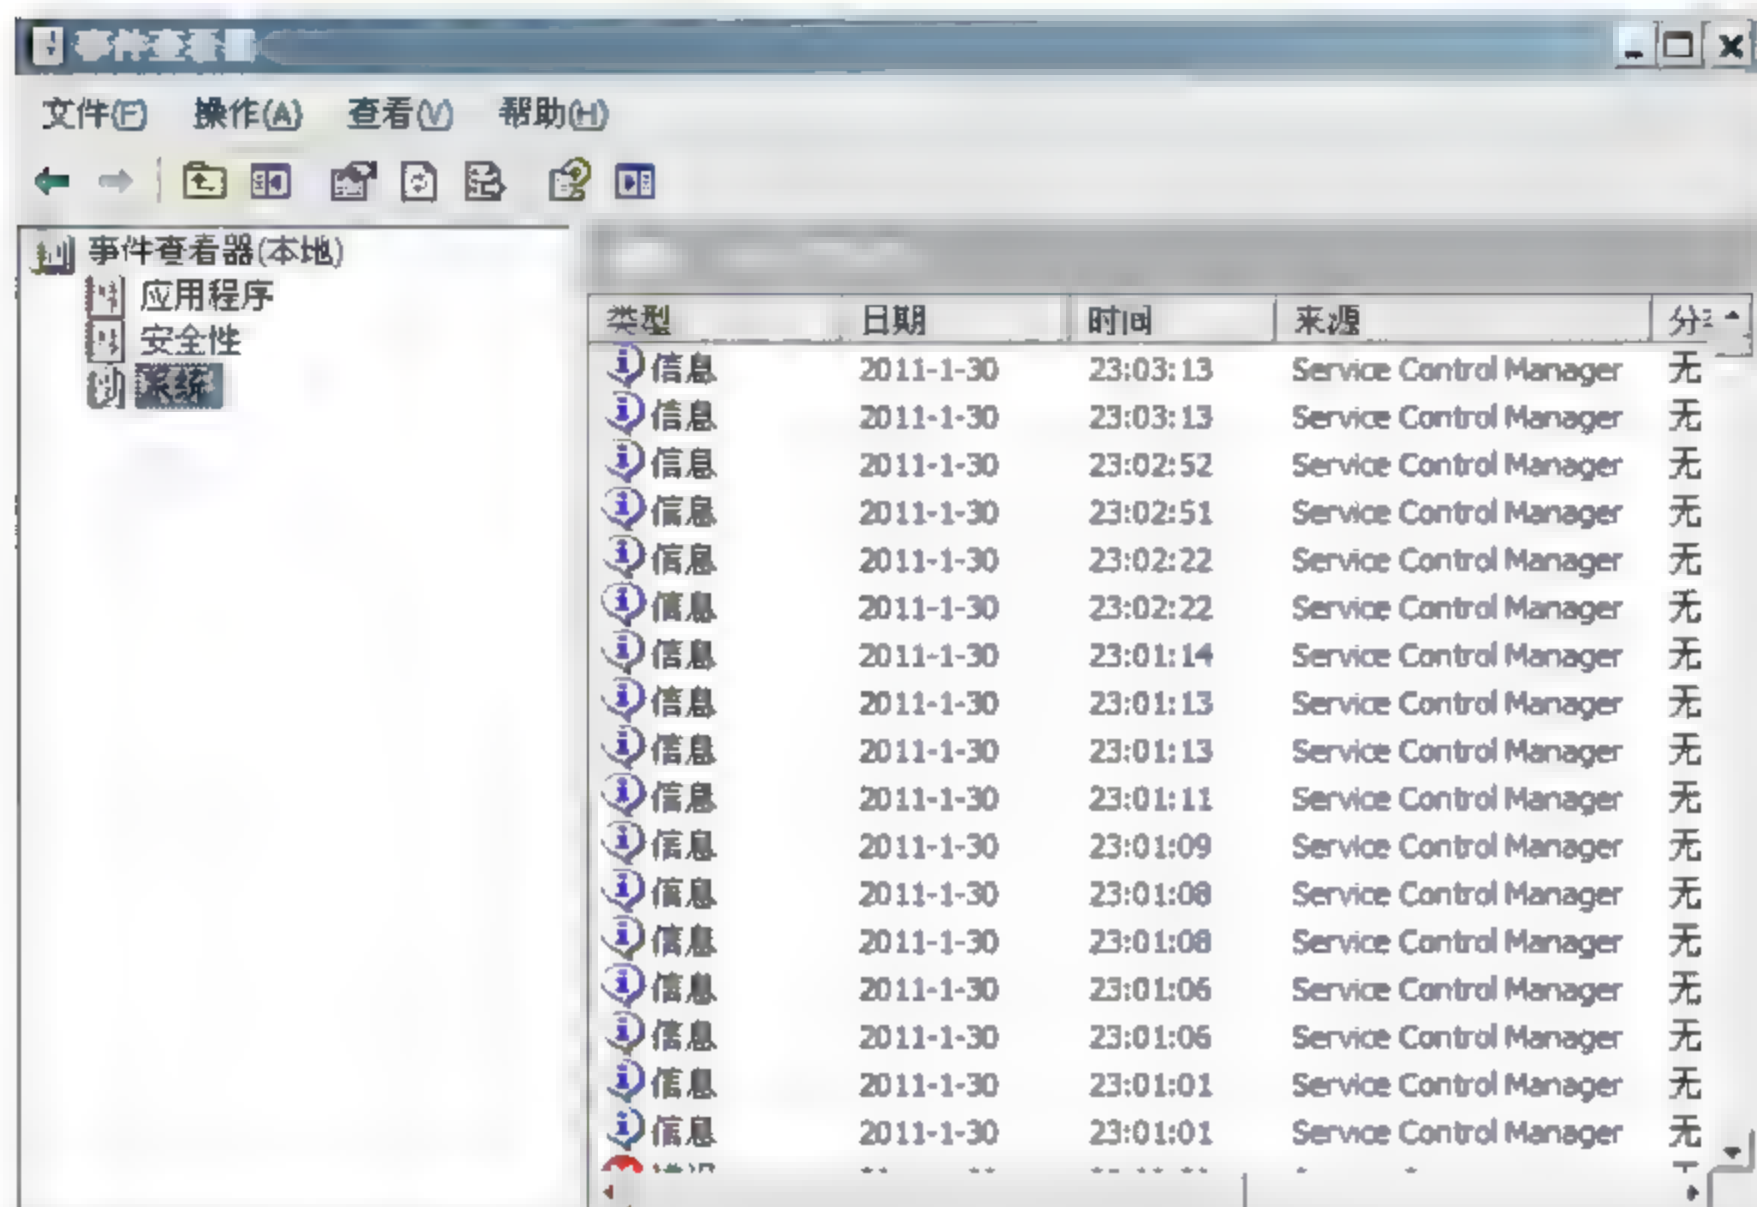 事件查看器
文件(F) 操作(A) 查看(V) 帮助(H)
事件查看器(本地)
应用程序
安全性
系统
类型 日期 时间 来源 分
信息 2011-1-30 23:03:13 Service Control Manager 无
信息 2011-1-30 23:03:13 Service Control Manager 无
信息 2011-1-30 23:02:52 Service Control Manager 无
信息 2011-1-30 23:02:51 Service Control Manager 无
信息 2011-1-30 23:02:22 Service Control Manager 无
信息 2011-1-30 23:02:22 Service Control Manager 无
信息 2011-1-30 23:01:14 Service Control Manager 无
信息 2011-1-30 23:01:13 Service Control Manager 无
信息 2011-1-30 23:01:13 Service Control Manager 无
信息 2011-1-30 23:01:11 Service Control Manager 无
信息 2011-1-30 23:01:09 Service Control Manager 无
信息 2011-1-30 23:01:08 Service Control Manager 无
信息 2011-1-30 23:01:08 Service Control Manager 无
信息 2011-1-30 23:01:06 Service Control Manager 无
信息 2011-1-30 23:01:06 Service Control Manager 无
信息 2011-1-30 23:01:01 Service Control Manager 无
信息 2011-1-30 23:01:01 Service Control Manager 无